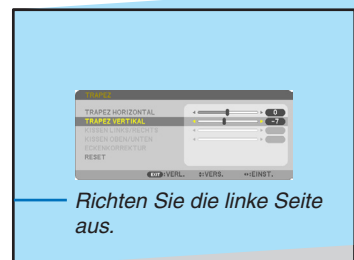 TRAPEZ
TRAPEZ HORIZONTAL 0
TRAPEZ VERTIKAL -7
KISSEN LINKS/RECHTS
KISSEN OBEN/UNTEN
ECKENKORREKTUR
RESET
EXIT:VERL. ↕:VERS. ↔:EINST.
Richten Sie die linke Seite
aus.